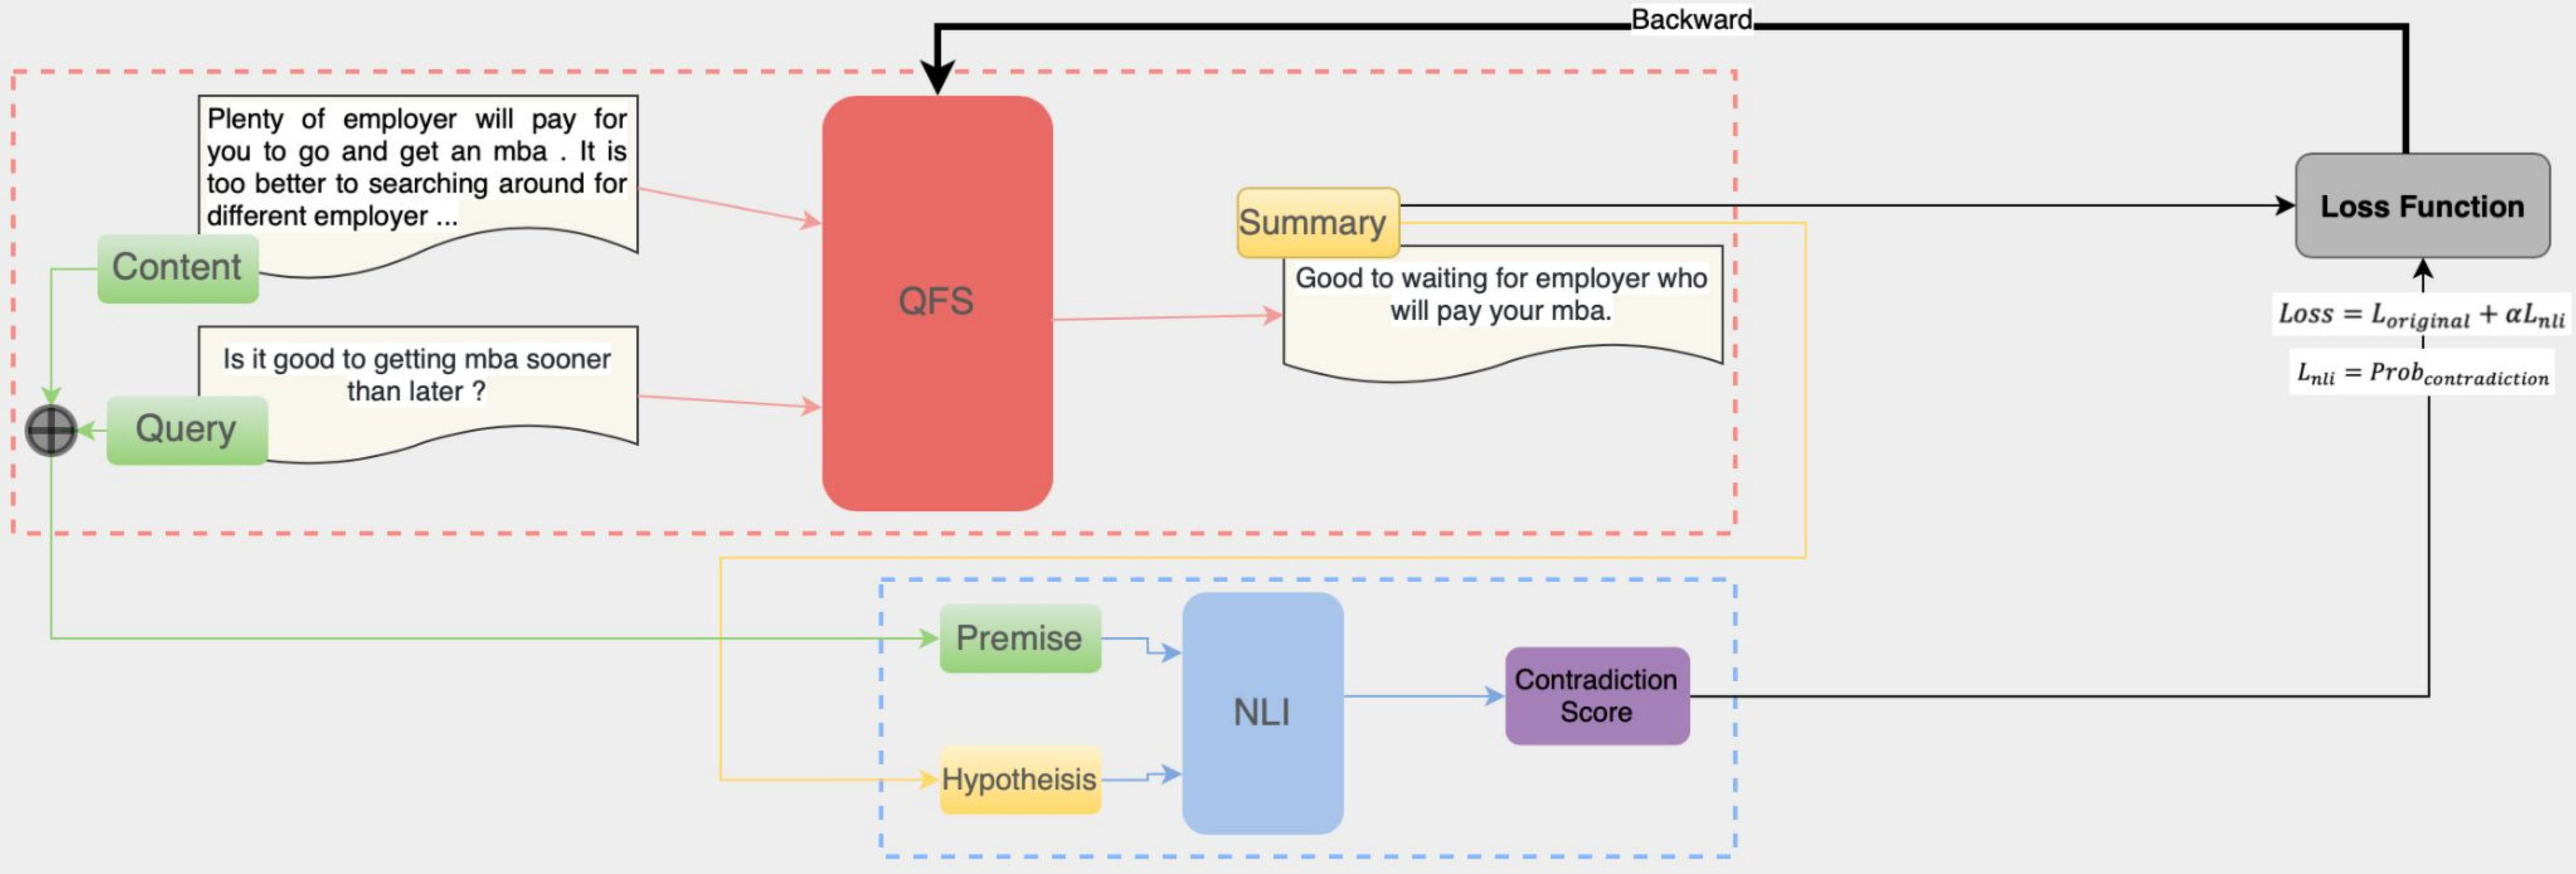 Backward
Plenty of employer will pay for
you to go and get an mba . It is
too better to searching around for
different employer ...
Content
Is it good to getting mba sooner
than later ?
Query
QFS
Summary
Good to waiting for employer who
will pay your mba.
Loss Function
Loss = L_original + αL_nli
L_nli = Prob_contradiction
Premise
Hypotheisis
NLI
Contradiction
Score